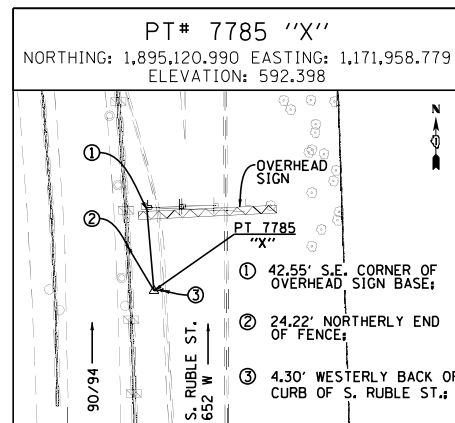 PT# 7785 "X"
NORTHING: 1,895,120.990 EASTING: 1,171,958.779
ELEVATION: 592.398
N
1
OVERHEAD
SIGN
2
PT 7785
"X"
3
90/94
S. RUBLE ST.
652 W
1 42.55' S.E. CORNER OF
OVERHEAD SIGN BASE;
2 24.22' NORTHERLY END
OF FENCE;
3 4.30' WESTERLY BACK OF
CURB OF S. RUBLE ST.;